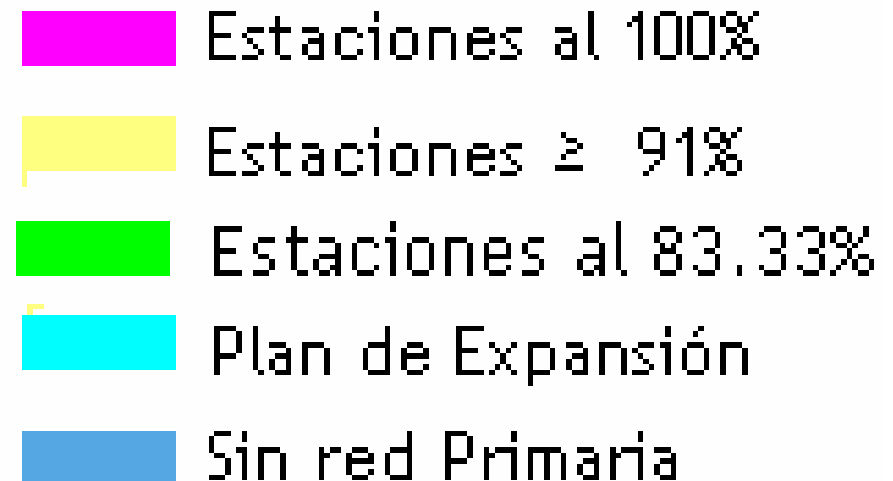 Estaciones al 100%
Estaciones ≥ 91%
Estaciones al 83.33%
Plan de Expansión
Sin red Primaria